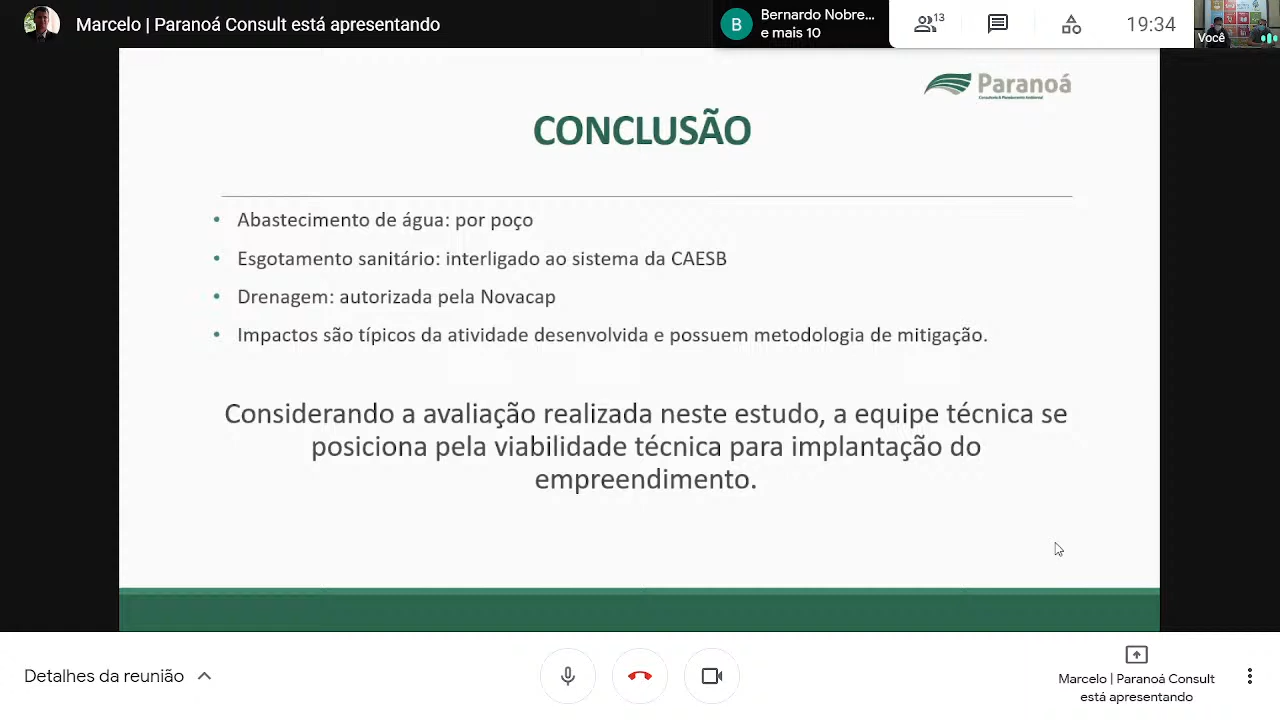 Marcelo | Paranoá Consult está apresentando
B
Bernardo Nobre...
e mais 10
13
19:34
Você
Paranoá
Consultoria & Planejamento Ambiental
CONCLUSÃO
• Abastecimento de água: por poço
• Esgotamento sanitário: interligado ao sistema da CAESB
• Drenagem: autorizada pela Novacap
• Impactos são típicos da atividade desenvolvida e possuem metodologia de mitigação.
Considerando a avaliação realizada neste estudo, a equipe técnica se
posiciona pela viabilidade técnica para implantação do
empreendimento.
Detalhes da reunião
Marcelo | Paranoá Consult
está apresentando